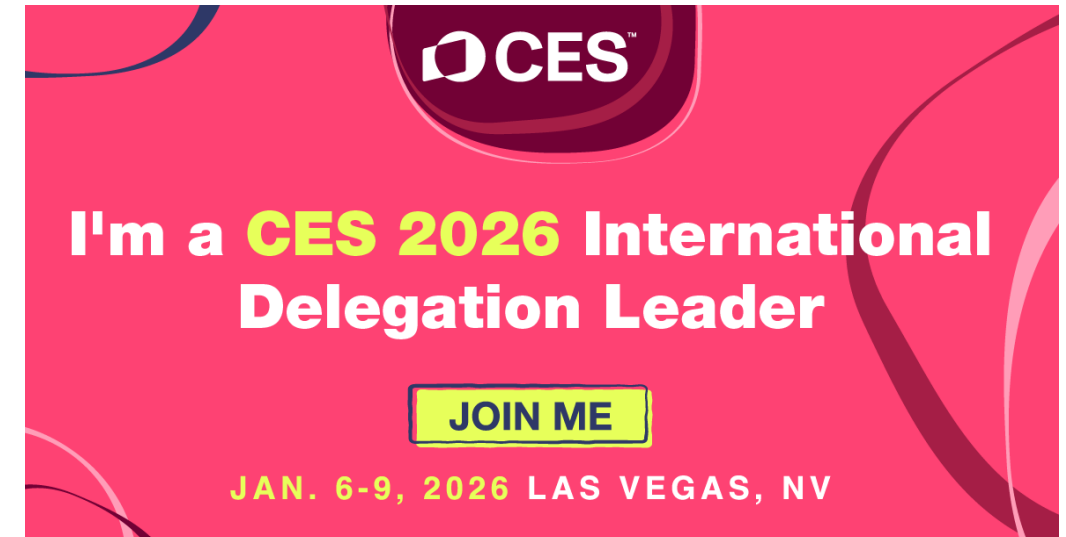 CES™
I'm a CES 2026 International
Delegation Leader
JOIN ME
JAN. 6-9, 2026 LAS VEGAS, NV